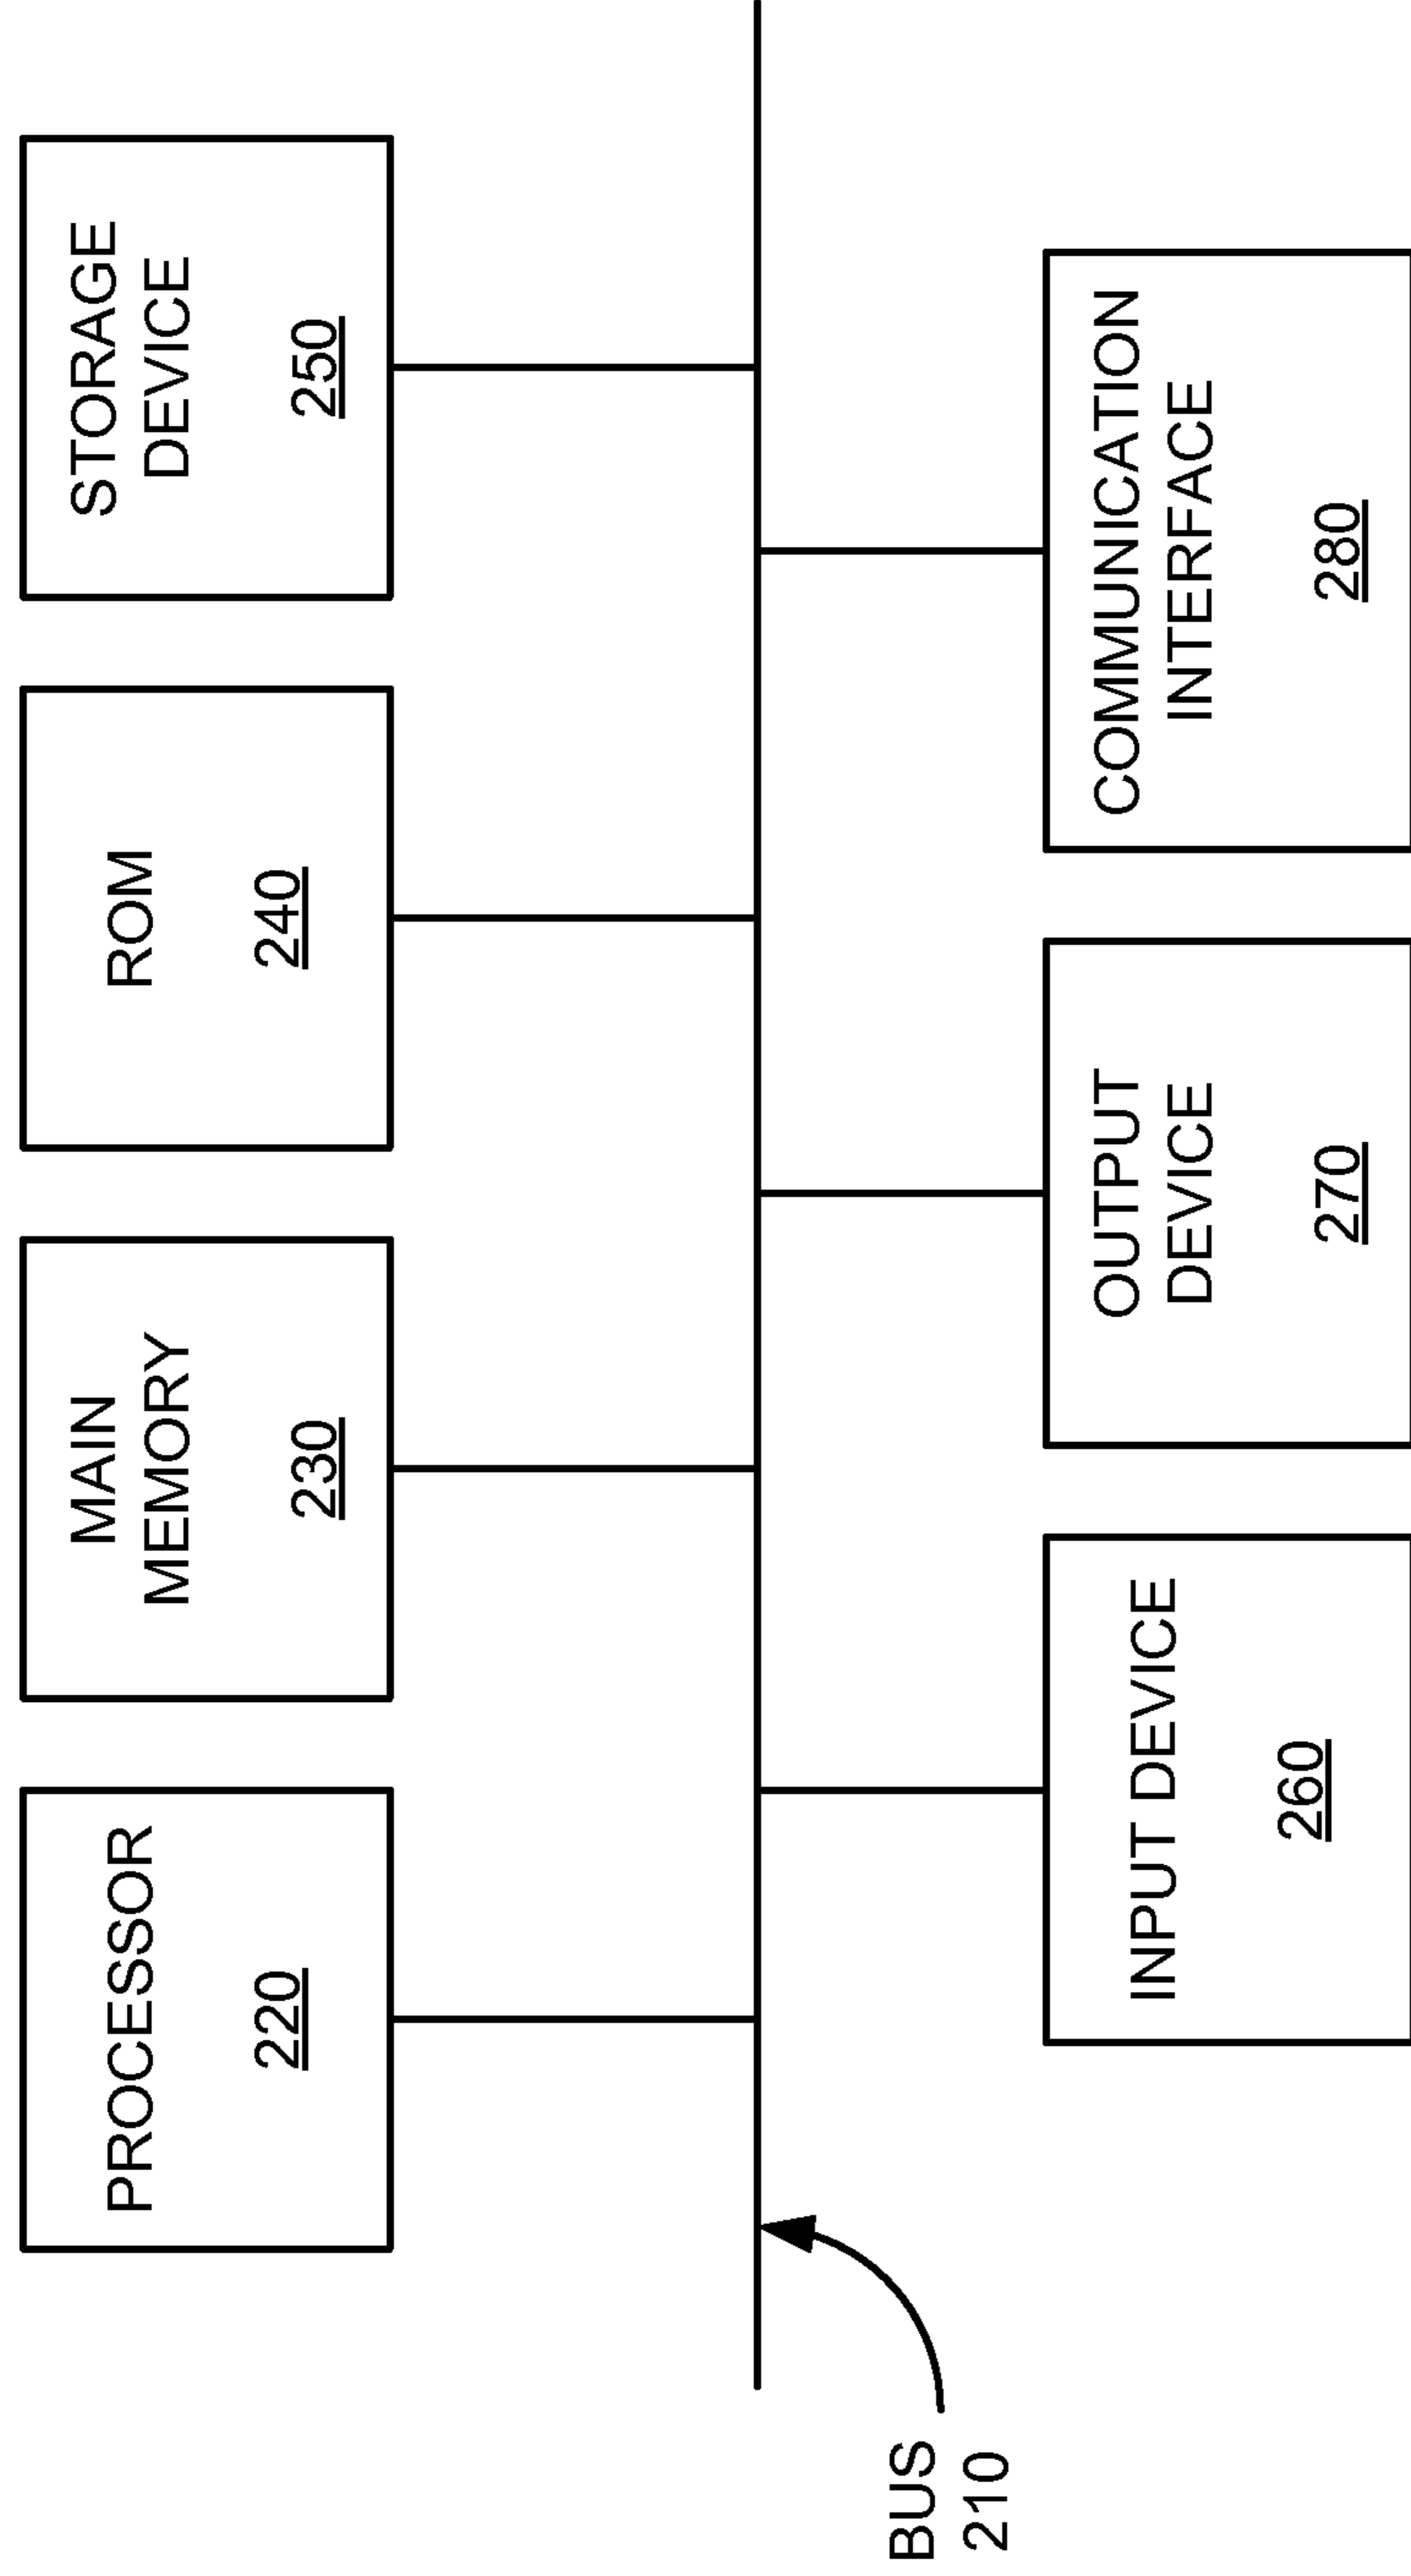 PROCESSOR
220
MAIN
MEMORY
230
ROM
240
STORAGE
DEVICE
250
BUS
210
INPUT DEVICE
260
OUTPUT
DEVICE
270
COMMUNICATION
INTERFACE
280